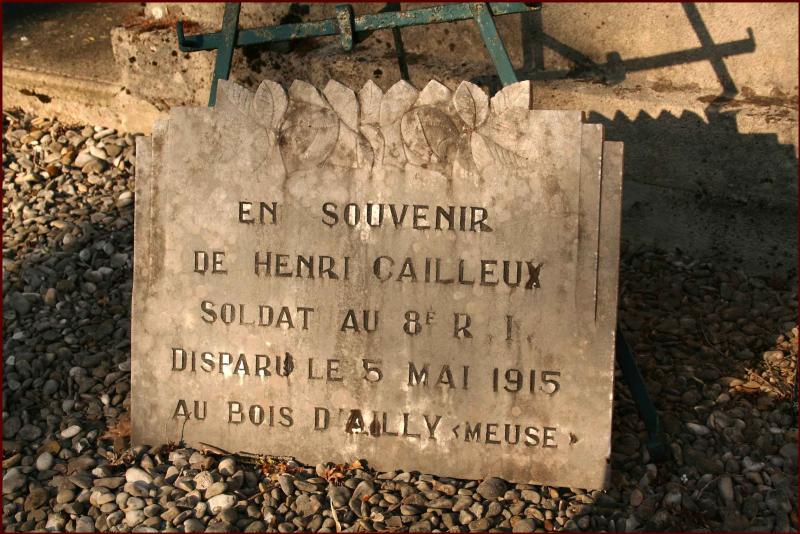 EN SOUVENIR
DE HENRI CAILLEUX
SOLDAT AU 8E R. I.
DISPARU LE 5 MAI 1915
AU BOIS D'AILLY <MEUSE>